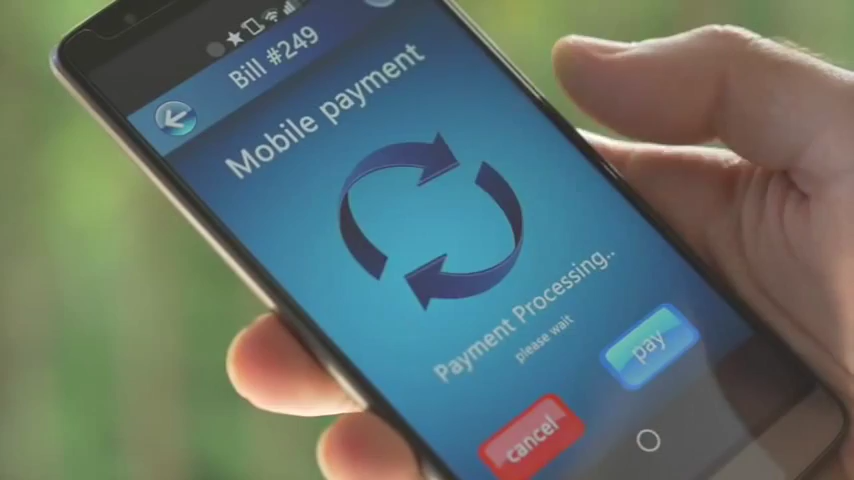 Bill #249
Mobile payment
Payment Processing..
please wait
pay
cancel